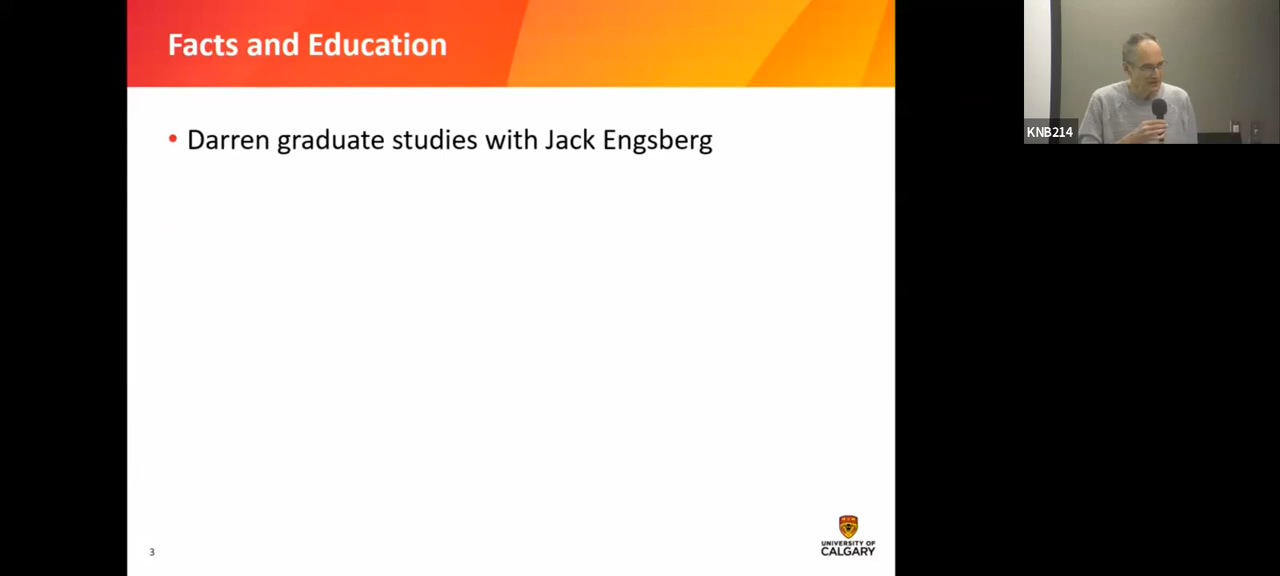 Facts and Education
KNB214
• Darren graduate studies with Jack Engsberg
3
UNIVERSITY OF
CALGARY